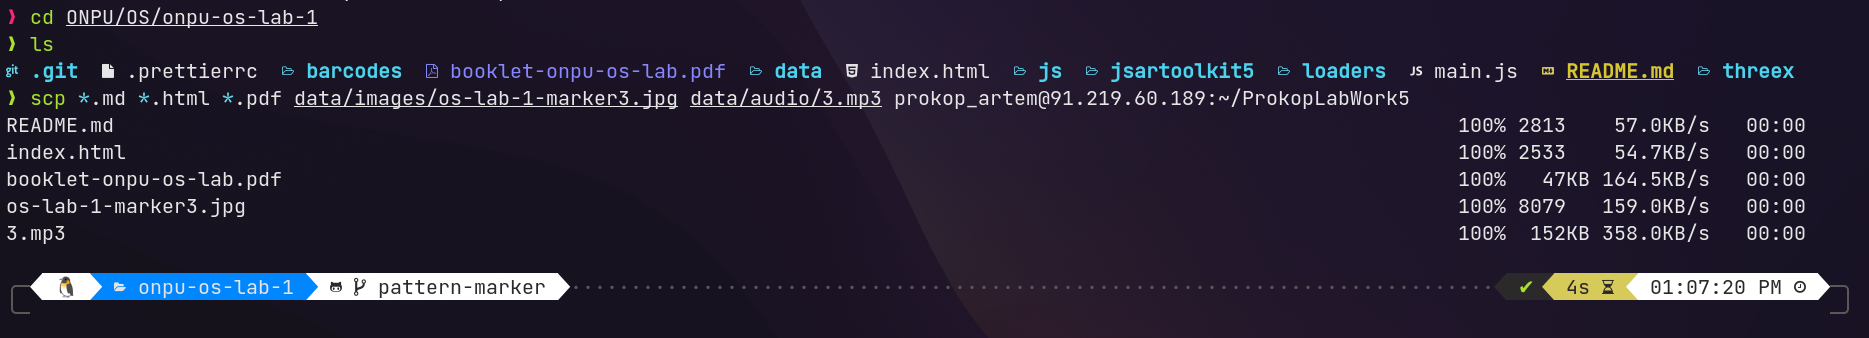 ❯ cd ONPU/OS/onpu-os-lab-1
❯ ls
git .git .prettierrc barcodes booklet-onpu-os-lab.pdf data index.html js jsartoolkit5 loaders JS main.js README.md threex
❯ scp *.md *.html *.pdf data/images/os-lab-1-marker3.jpg data/audio/3.mp3 prokop_artem@91.219.60.189:~/ProkopLabWork5
README.md 100% 2813 57.0KB/s 00:00
index.html 100% 2533 54.7KB/s 00:00
booklet-onpu-os-lab.pdf 100% 47KB 164.5KB/s 00:00
os-lab-1-marker3.jpg 100% 8079 159.0KB/s 00:00
3.mp3 100% 152KB 358.0KB/s 00:00
onpu-os-lab-1 pattern-marker ✔ 4s 01:07:20 PM